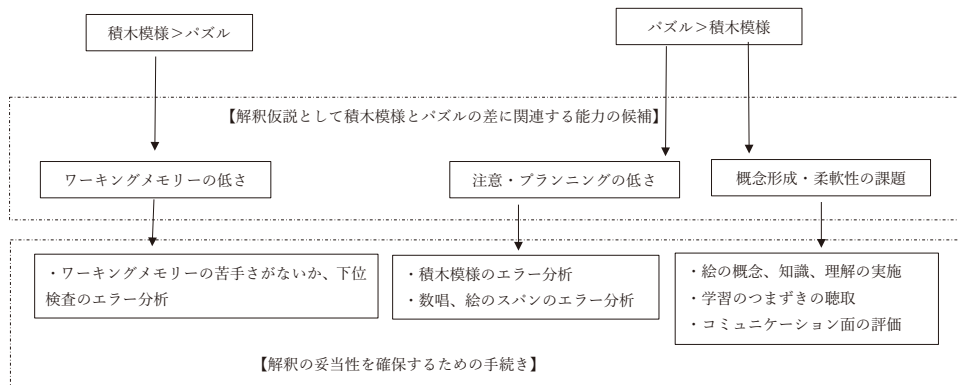 積木模様＞パズル
パズル＞積木模様
【解釈仮説として積木模様とパズルの差に関連する能力の候補】
ワーキングメモリーの低さ
注意・プランニングの低さ
概念形成・柔軟性の課題
・ワーキングメモリーの苦手さがないか、下位
検査のエラー分析
・積木模様のエラー分析
・数唱、絵のスパンのエラー分析
・絵の概念、知識、理解の実施
・学習のつまずきの聴取
・コミュニケーション面の評価
【解釈の妥当性を確保するための手続き】